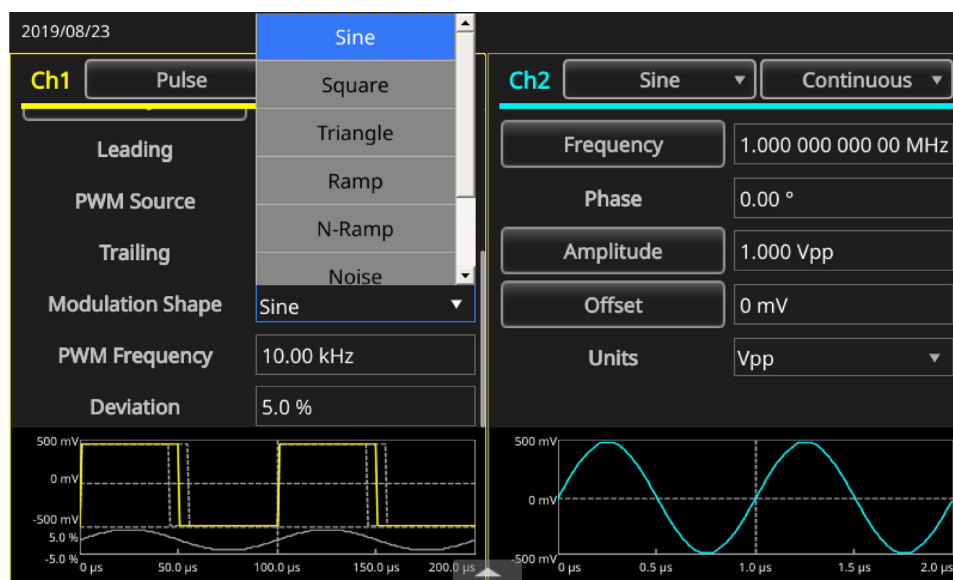 2019/08/23
Sine
Square
Triangle
Ramp
N-Ramp
Noise
Ch1 Pulse
Leading
PWM Source
Trailing
Modulation Shape Sine
PWM Frequency 10.00 kHz
Deviation 5.0 %
500 mV
0 mV
-500 mV
5.0 %
-5.0 %
0 µs 50.0 µs 100.0 µs 150.0 µs 200.0 µs
Ch2 Sine Continuous
Frequency 1.000 000 000 00 MHz
Phase 0.00 °
Amplitude 1.000 Vpp
Offset 0 mV
Units Vpp
500 mV
0 mV
-500 mV
0 µs 0.5 µs 1.0 µs 1.5 µs 2.0 µs